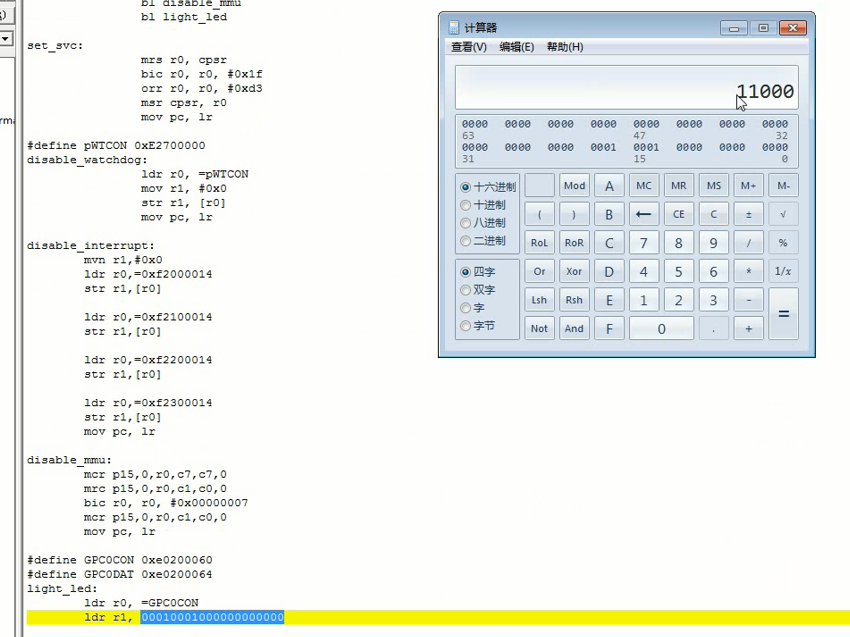 bl disable_mmu
bl light_led
set_svc:
mrs r0, cpsr
bic r0, r0, #0x1f
orr r0, r0, #0xd3
msr cpsr, r0
mov pc, lr
#define pWTCON 0xE2700000
disable_watchdog:
ldr r0, =pWTCON
mov r1, #0x0
str r1, [r0]
mov pc, lr
disable_interrupt:
mvn r1,#0x0
ldr r0,=0xf2000014
str r1,[r0]
ldr r0,=0xf2100014
str r1,[r0]
ldr r0,=0xf2200014
str r1,[r0]
ldr r0,=0xf2300014
str r1,[r0]
mov pc, lr
disable_mmu:
mcr p15,0,r0,c7,c7,0
mrc p15,0,r0,c1,c0,0
bic r0, r0, #0x00000007
mcr p15,0,r0,c1,c0,0
mov pc, lr
#define GPC0CON 0xe0200060
#define GPC0DAT 0xe0200064
light_led:
ldr r0, =GPC0CON
ldr r1, 00010001000000000000
计算器
查看(V) 编辑(E) 帮助(H)
11000
0000 0000 0000 0000 0000 0000 0000 0000
63 47 32
0000 0000 0000 0001 0001 0000 0000 0000
31 15 0
十六进制 Mod A MC MR MS M+ M-
十进制
八进制 ( ) B ← CE C ± √
二进制 RoL RoR C 7 8 9 / %
四字 Or Xor D 4 5 6 * 1/x
双字
字 Lsh Rsh E 1 2 3 - =
字节 Not And F 0 . +